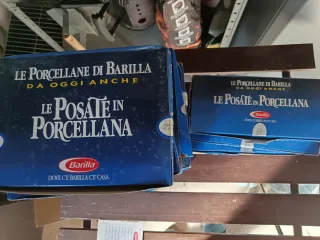 LE PORCELLANE DI BARILLA
DA OGGI ANCHE
LE POSATE IN
PORCELLANA
Barilla
DOVE C'È BARILLA C'È CASA
LE PORCELLANE DI BARILLA
DA OGGI ANCHE
LE POSATE IN PORCELLANA
Barilla